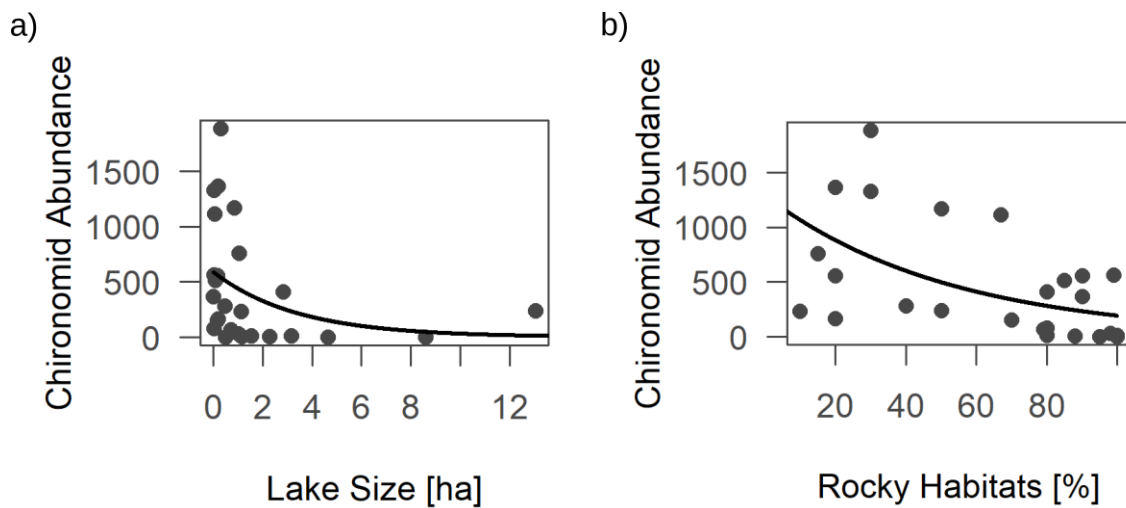 a)
Chironomid Abundance
1500
1000
500
0
0 2 4 6 8 12
Lake Size [ha]
b)
Chironomid Abundance
1500
1000
500
0
20 40 60 80
Rocky Habitats [%]